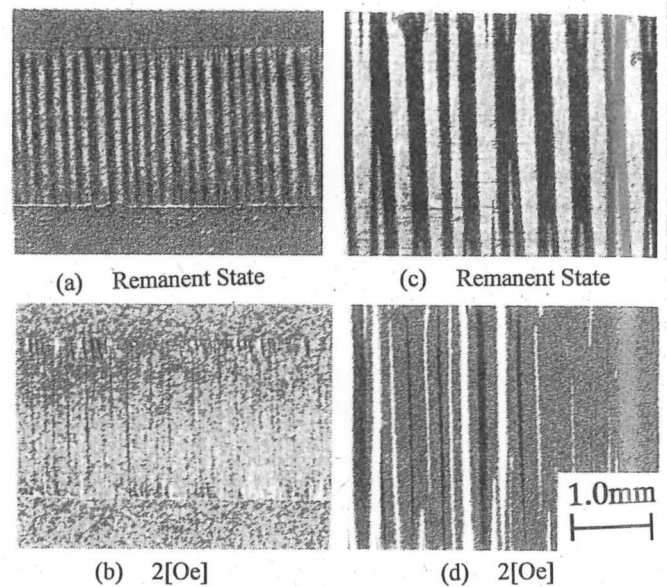 (a) Remanent State
(c) Remanent State
1.0mm
(b) 2[Oe]
(d) 2[Oe]